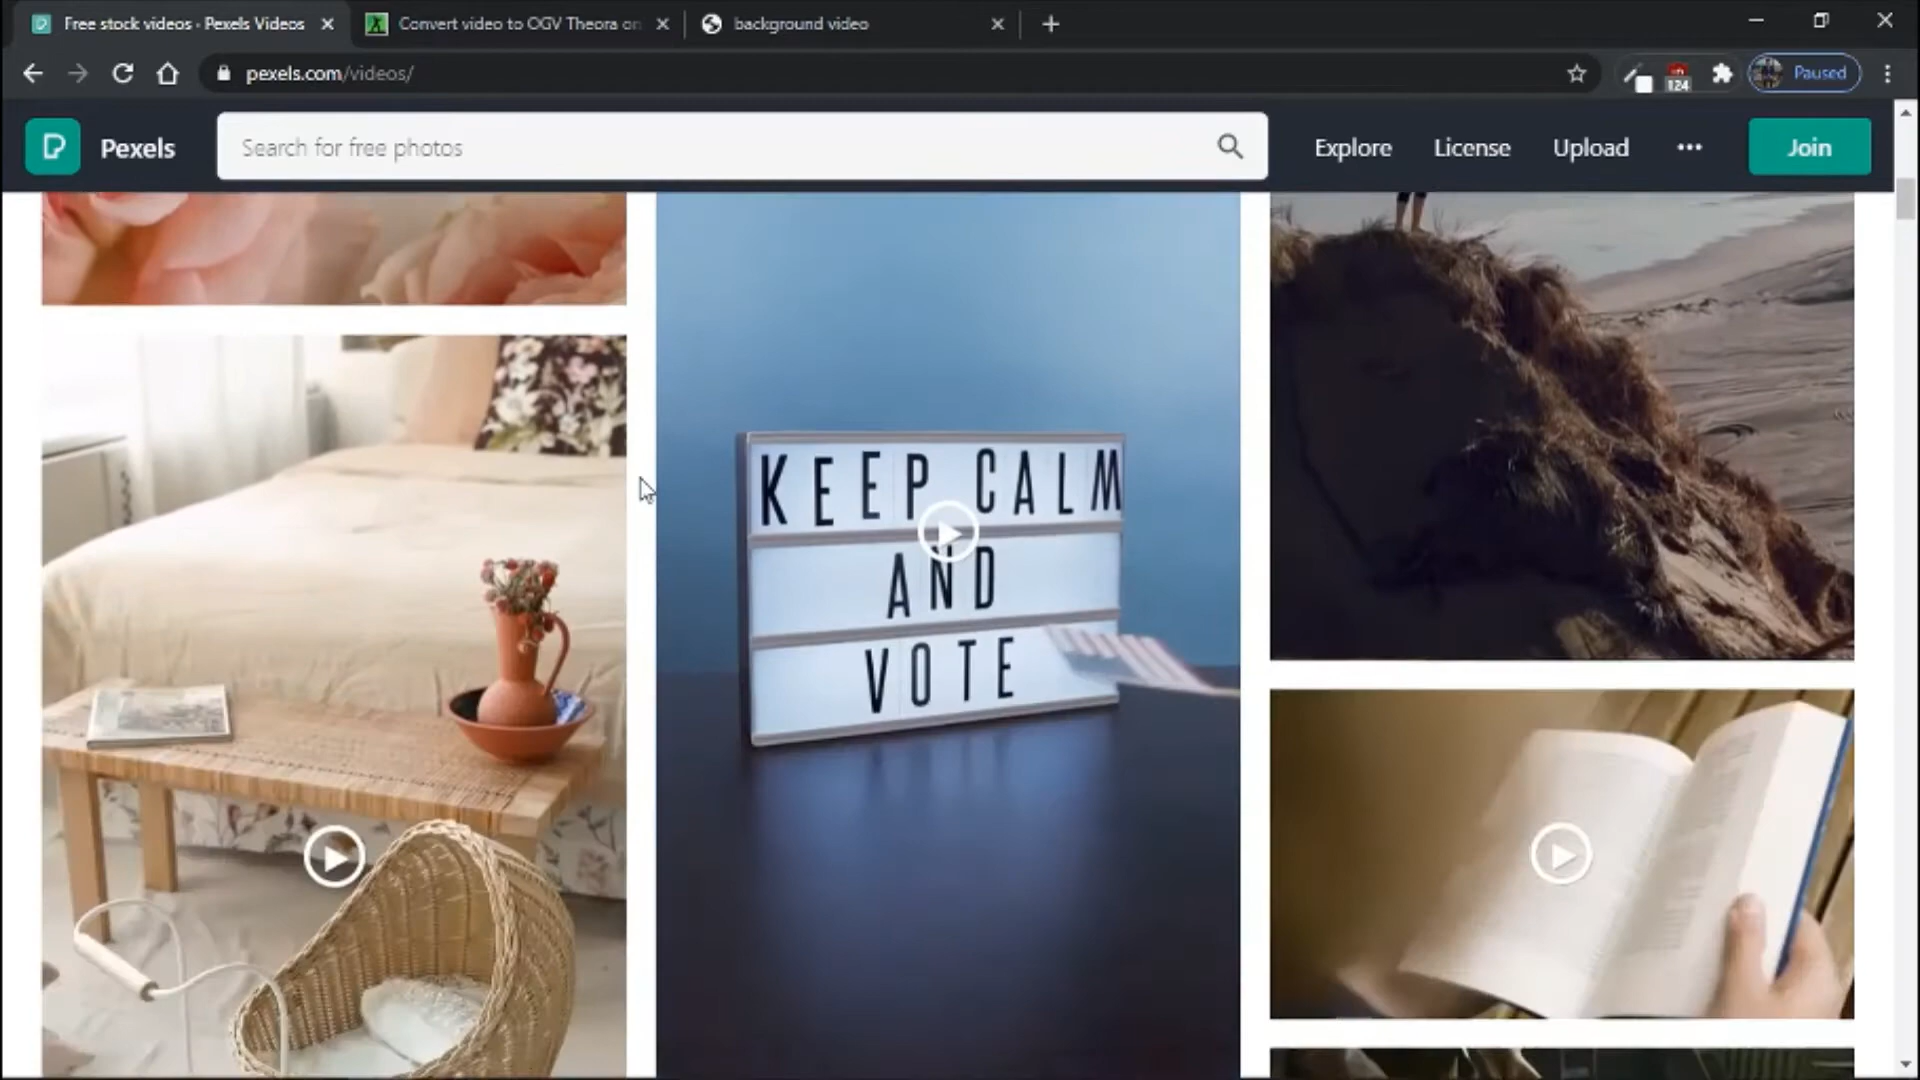 Free stock videos · Pexels Videos
Convert video to OGV Theora on
background video
pexels.com/videos/
124
Paused
Pexels
Search for free photos
Explore
License
Upload
Join
KEEP CALM
AND
VOTE